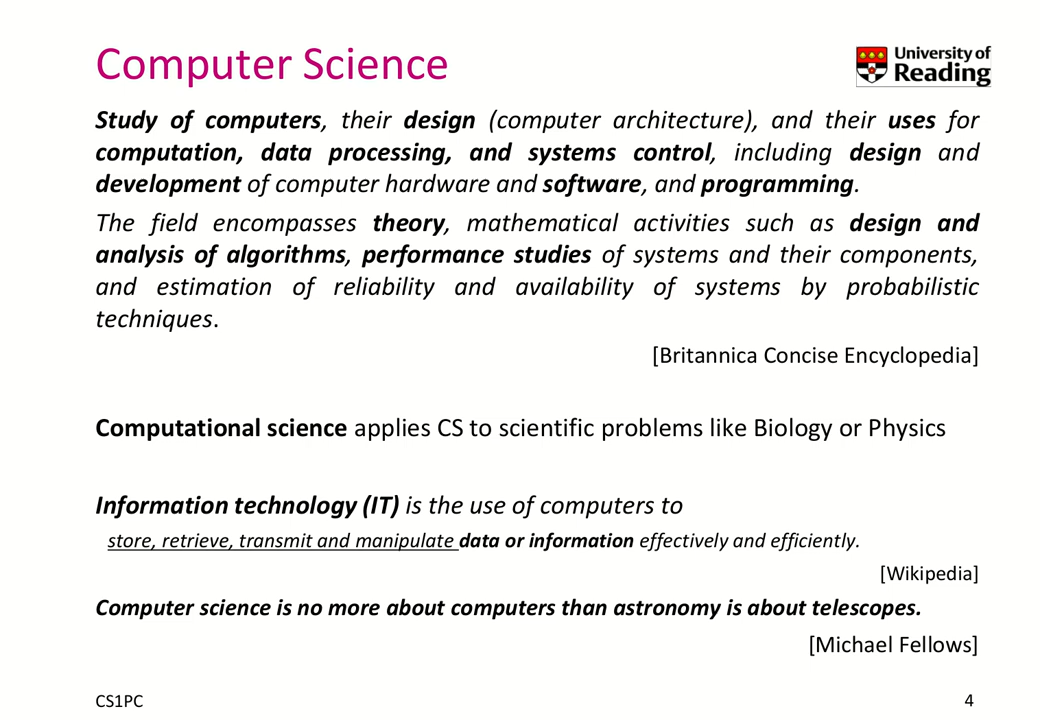 Computer Science
University of
Reading
Study of computers, their design (computer architecture), and their uses for
computation, data processing, and systems control, including design and
development of computer hardware and software, and programming.
The field encompasses theory, mathematical activities such as design and
analysis of algorithms, performance studies of systems and their components,
and estimation of reliability and availability of systems by probabilistic
techniques.
[Britannica Concise Encyclopedia]
Computational science applies CS to scientific problems like Biology or Physics
Information technology (IT) is the use of computers to
store, retrieve, transmit and manipulate data or information effectively and efficiently.
[Wikipedia]
Computer science is no more about computers than astronomy is about telescopes.
[Michael Fellows]
CS1PC
4